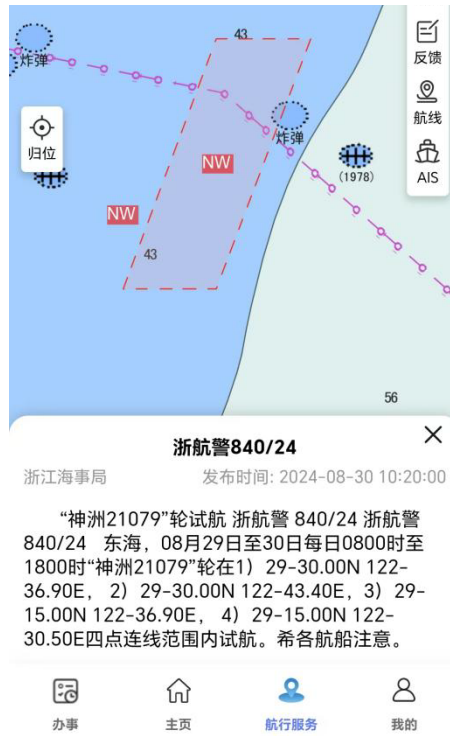 43
炸弹
反馈
航线
AIS
归位
炸弹
NW
(1978)
NW
43
56
浙航警840/24
浙江海事局
发布时间: 2024-08-30 10:20:00
“神洲21079”轮试航 浙航警 840/24 浙航警
840/24 东海，08月29日至30日每日0800时至
1800时“神洲21079”轮在1）29-30.00N 122-
36.90E， 2）29-30.00N 122-43.40E，3）29-
15.00N 122-36.90E， 4）29-15.00N 122-
30.50E四点连线范围内试航。希各航船注意。
办事
主页
航行服务
我的